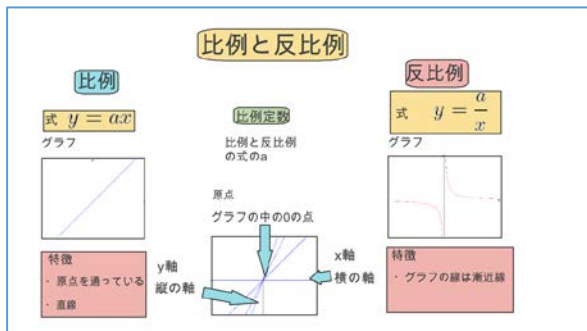 比例と反比例
比例
式 y = ax
グラフ
特徴
・ 原点を通っている
・ 直線
比例定数
比例と反比例
の式のa
原点
グラフの中の0の点
y軸
縦の軸
x軸
横の軸
反比例
式 y = a/x
グラフ
特徴
・ グラフの線は漸近線